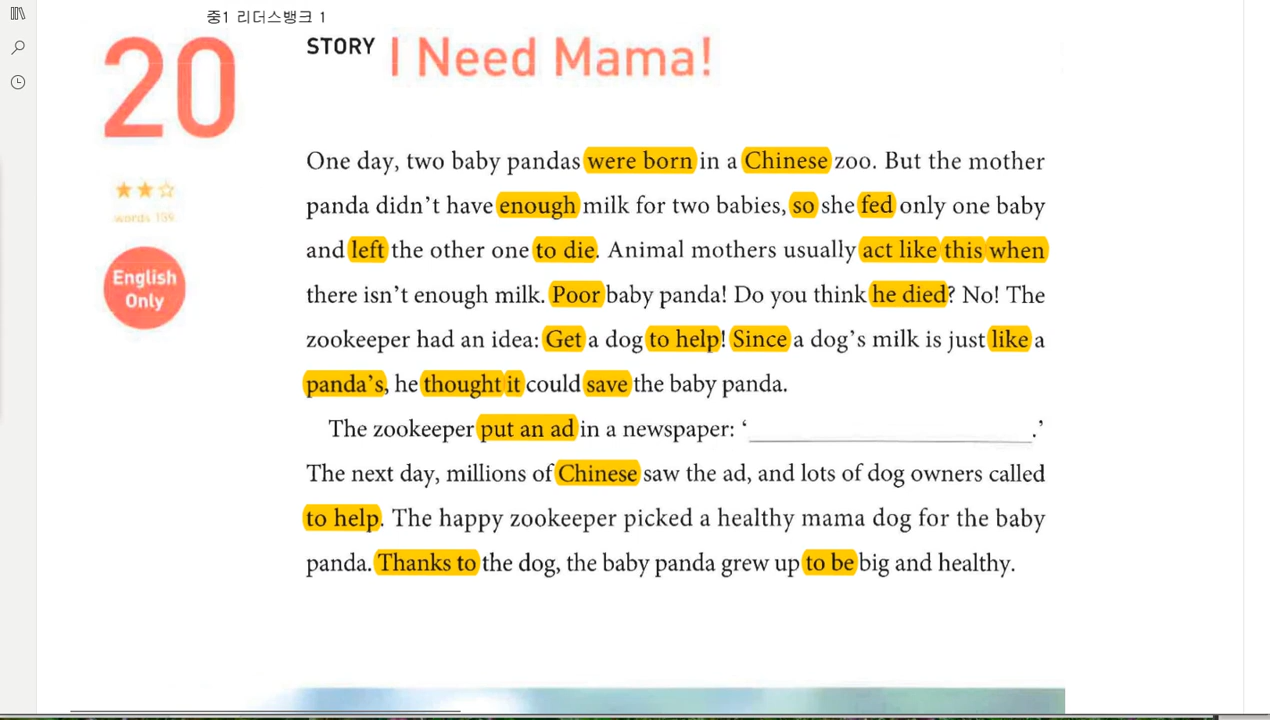 중1 리더스뱅크 1
20
STORY I Need Mama!
★★☆
words 139
English
Only
One day, two baby pandas were born in a Chinese zoo. But the mother
panda didn't have enough milk for two babies, so she fed only one baby
and left the other one to die. Animal mothers usually act like this when
there isn't enough milk. Poor baby panda! Do you think he died? No! The
zookeeper had an idea: Get a dog to help! Since a dog's milk is just like a
panda's, he thought it could save the baby panda.
The zookeeper put an ad in a newspaper: '____________________.'
The next day, millions of Chinese saw the ad, and lots of dog owners called
to help. The happy zookeeper picked a healthy mama dog for the baby
panda. Thanks to the dog, the baby panda grew up to be big and healthy.